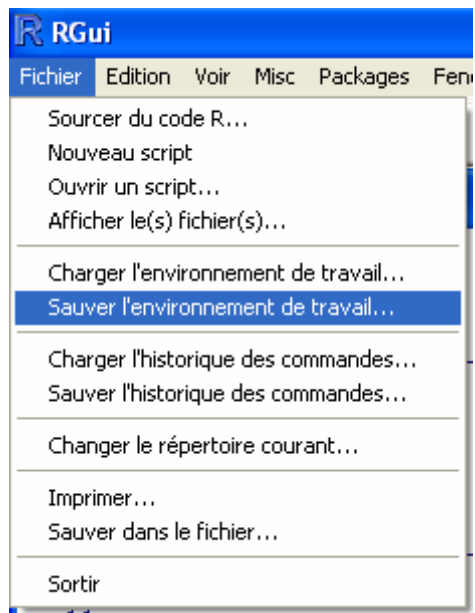 RGui
Fichier Edition Voir Misc Packages
Sourcer du code R...
Nouveau script
Ouvrir un script...
Afficher le(s) fichier(s)...
Charger l'environnement de travail...
Sauver l'environnement de travail...
Charger l'historique des commandes...
Sauver l'historique des commandes...
Changer le répertoire courant...
Imprimer...
Sauver dans le fichier...
Sortir